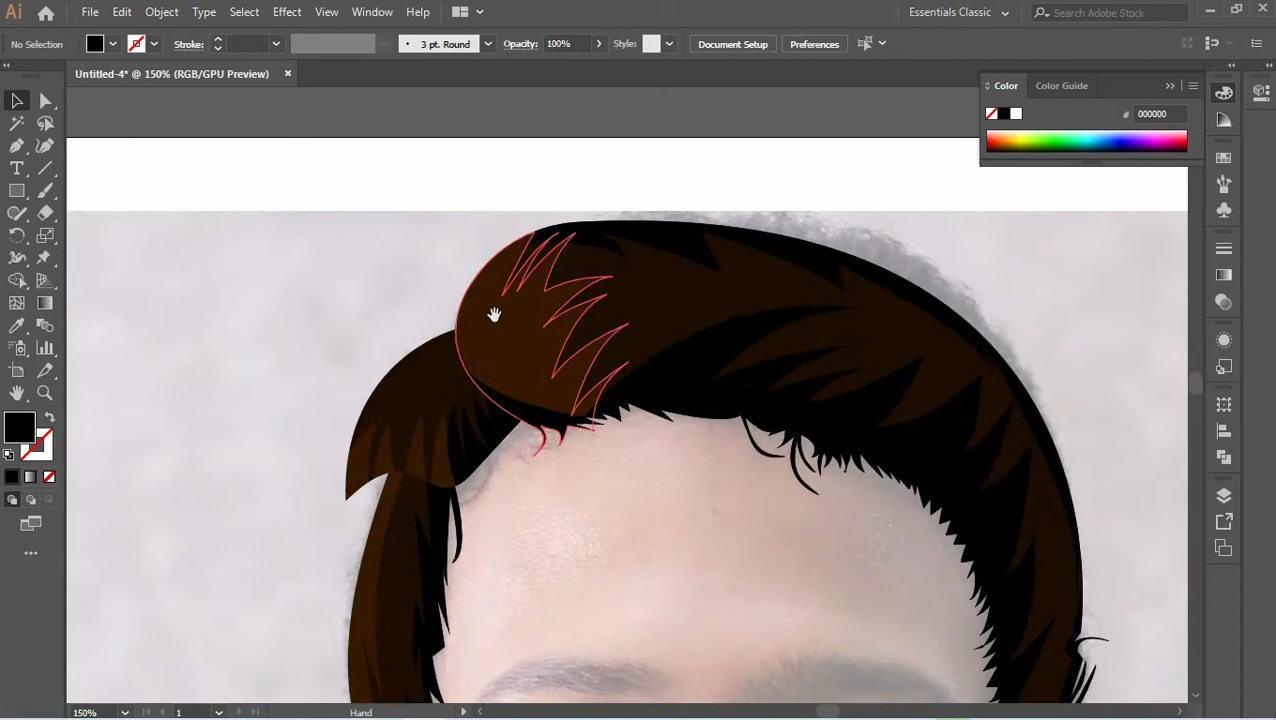 Ai File Edit Object Type Select Effect View Window Help Essentials Classic Search Adobe Stock
No Selection Stroke: 3 pt. Round Opacity: 100% Style: Document Setup Preferences
Untitled-4* @ 150% (RGB/GPU Preview)
Color Color Guide
# 000000
150% 1 Hand